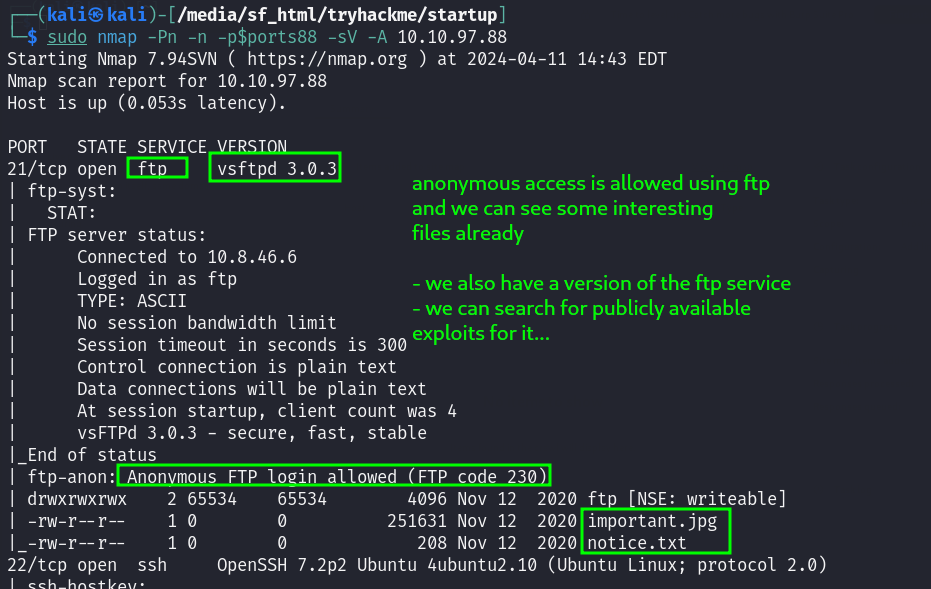 ┌──(kali㉿kali)-[/media/sf_html/tryhackme/startup]
└─$ sudo nmap -Pn -n -p$ports88 -sV -A 10.10.97.88
Starting Nmap 7.94SVN ( https://nmap.org ) at 2024-04-11 14:43 EDT
Nmap scan report for 10.10.97.88
Host is up (0.053s latency).
PORT   STATE SERVICE VERSION
21/tcp open  ftp     vsftpd 3.0.3
| ftp-syst:
|   STAT:
| FTP server status:
|      Connected to 10.8.46.6
|      Logged in as ftp
|      TYPE: ASCII
|      No session bandwidth limit
|      Session timeout in seconds is 300
|      Control connection is plain text
|      Data connections will be plain text
|      At session startup, client count was 4
|      vsFTPd 3.0.3 - secure, fast, stable
|_End of status
| ftp-anon: Anonymous FTP login allowed (FTP code 230)
| drwxrwxrwx    2 65534    65534        4096 Nov 12  2020 ftp [NSE: writeable]
| -rw-r--r--    1 0        0          251631 Nov 12  2020 important.jpg
|_-rw-r--r--    1 0        0             208 Nov 12  2020 notice.txt
22/tcp open  ssh     OpenSSH 7.2p2 Ubuntu 4ubuntu2.10 (Ubuntu Linux; protocol 2.0)
| ssh-hostkey:
anonymous access is allowed using ftp
and we can see some interesting
files already
- we also have a version of the ftp service
- we can search for publicly available
exploits for it...